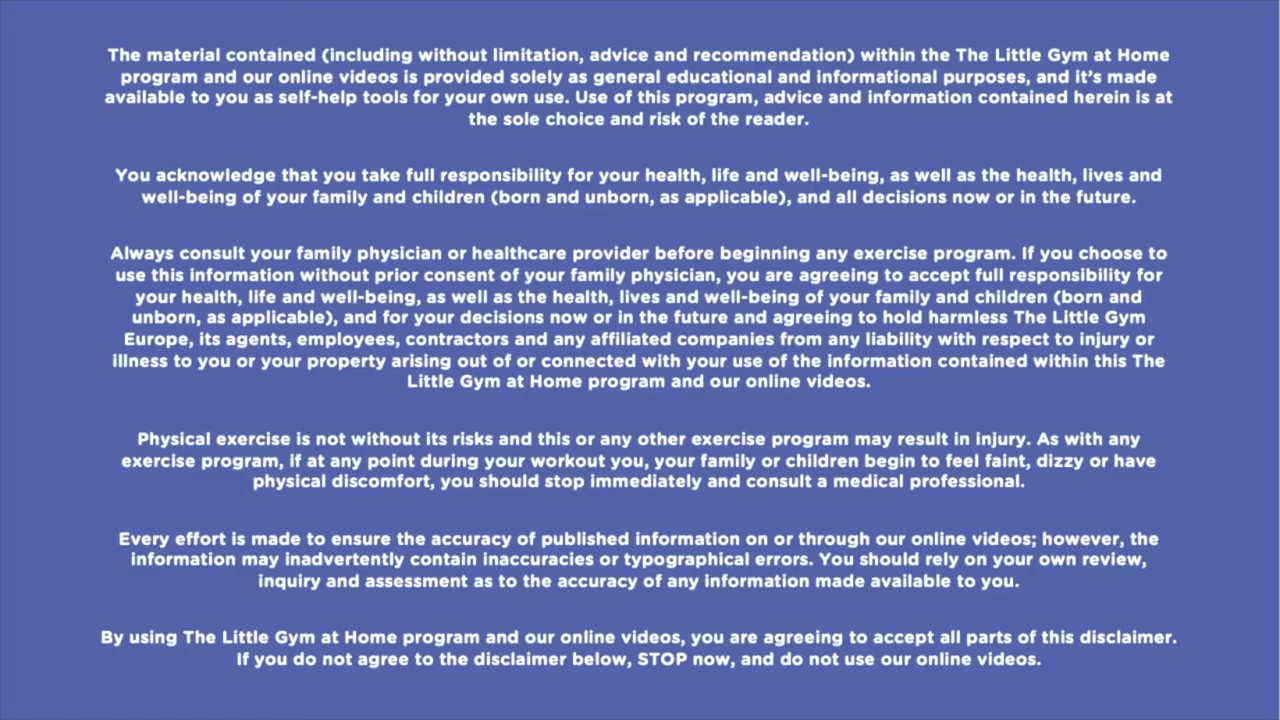 The material contained (including without limitation, advice and recommendation) within the The Little Gym at Home
program and our online videos is provided solely as general educational and informational purposes, and it's made
available to you as self-help tools for your own use. Use of this program, advice and information contained herein is at
the sole choice and risk of the reader.
You acknowledge that you take full responsibility for your health, life and well-being, as well as the health, lives and
well-being of your family and children (born and unborn, as applicable), and all decisions now or in the future.
Always consult your family physician or healthcare provider before beginning any exercise program. If you choose to
use this information without prior consent of your family physician, you are agreeing to accept full responsibility for
your health, life and well-being, as well as the health, lives and well-being of your family and children (born and
unborn, as applicable), and for your decisions now or in the future and agreeing to hold harmless The Little Gym
Europe, its agents, employees, contractors and any affiliated companies from any liability with respect to injury or
illness to you or your property arising out of or connected with your use of the information contained within this The
Little Gym at Home program and our online videos.
Physical exercise is not without its risks and this or any other exercise program may result in injury. As with any
exercise program, if at any point during your workout you, your family or children begin to feel faint, dizzy or have
physical discomfort, you should stop immediately and consult a medical professional.
Every effort is made to ensure the accuracy of published information on or through our online videos; however, the
information may inadvertently contain inaccuracies or typographical errors. You should rely on your own review,
inquiry and assessment as to the accuracy of any information made available to you.
By using The Little Gym at Home program and our online videos, you are agreeing to accept all parts of this disclaimer.
If you do not agree to the disclaimer below, STOP now, and do not use our online videos.